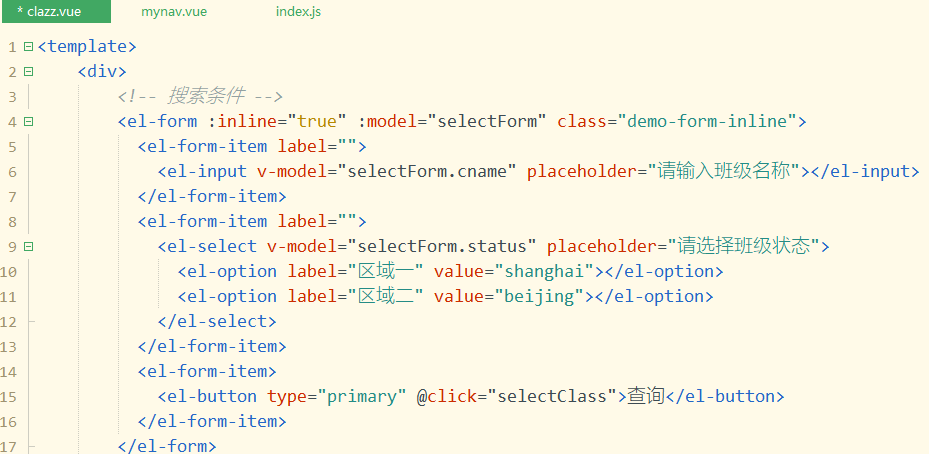 * clazz.vue mynav.vue index.js
1 <template>
2 <div>
3 <!-- 搜索条件 -->
4 <el-form :inline="true" :model="selectForm" class="demo-form-inline">
5 <el-form-item label="">
6 <el-input v-model="selectForm.cname" placeholder="请输入班级名称"></el-input>
7 </el-form-item>
8 <el-form-item label="">
9 <el-select v-model="selectForm.status" placeholder="请选择班级状态">
10 <el-option label="区域一" value="shanghai"></el-option>
11 <el-option label="区域二" value="beijing"></el-option>
12 </el-select>
13 </el-form-item>
14 <el-form-item>
15 <el-button type="primary" @click="selectClass">查询</el-button>
16 </el-form-item>
17 </el-form>